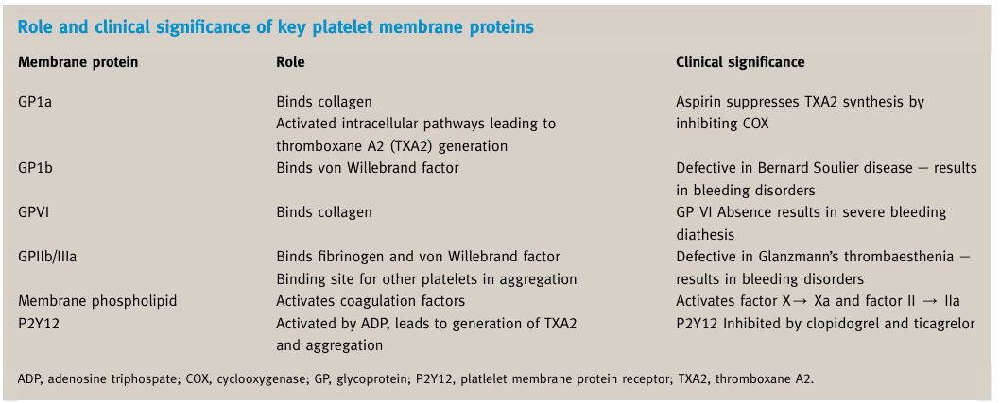 Role and clinical significance of key platelet membrane proteins
Membrane protein Role Clinical significance
GP1a Binds collagen Aspirin suppresses TXA2 synthesis by
Activated intracellular pathways leading to inhibiting COX
thromboxane A2 (TXA2) generation
GP1b Binds von Willebrand factor Defective in Bernard Soulier disease — results
in bleeding disorders
GPVI Binds collagen GP VI Absence results in severe bleeding
diathesis
GPIIb/IIIa Binds fibrinogen and von Willebrand factor Defective in Glanzmann's thrombaesthenia —
Binding site for other platelets in aggregation results in bleeding disorders
Membrane phospholipid Activates coagulation factors Activates factor X→ Xa and factor II → IIa
P2Y12 Activated by ADP, leads to generation of TXA2 P2Y12 Inhibited by clopidogrel and ticagrelor
and aggregation
ADP, adenosine triphospate; COX, cyclooxygenase; GP, glycoprotein; P2Y12, platlelet membrane protein receptor; TXA2, thromboxane A2.